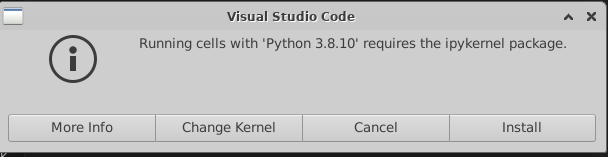 Visual Studio Code
Running cells with 'Python 3.8.10' requires the ipykernel package.
More Info
Change Kernel
Cancel
Install